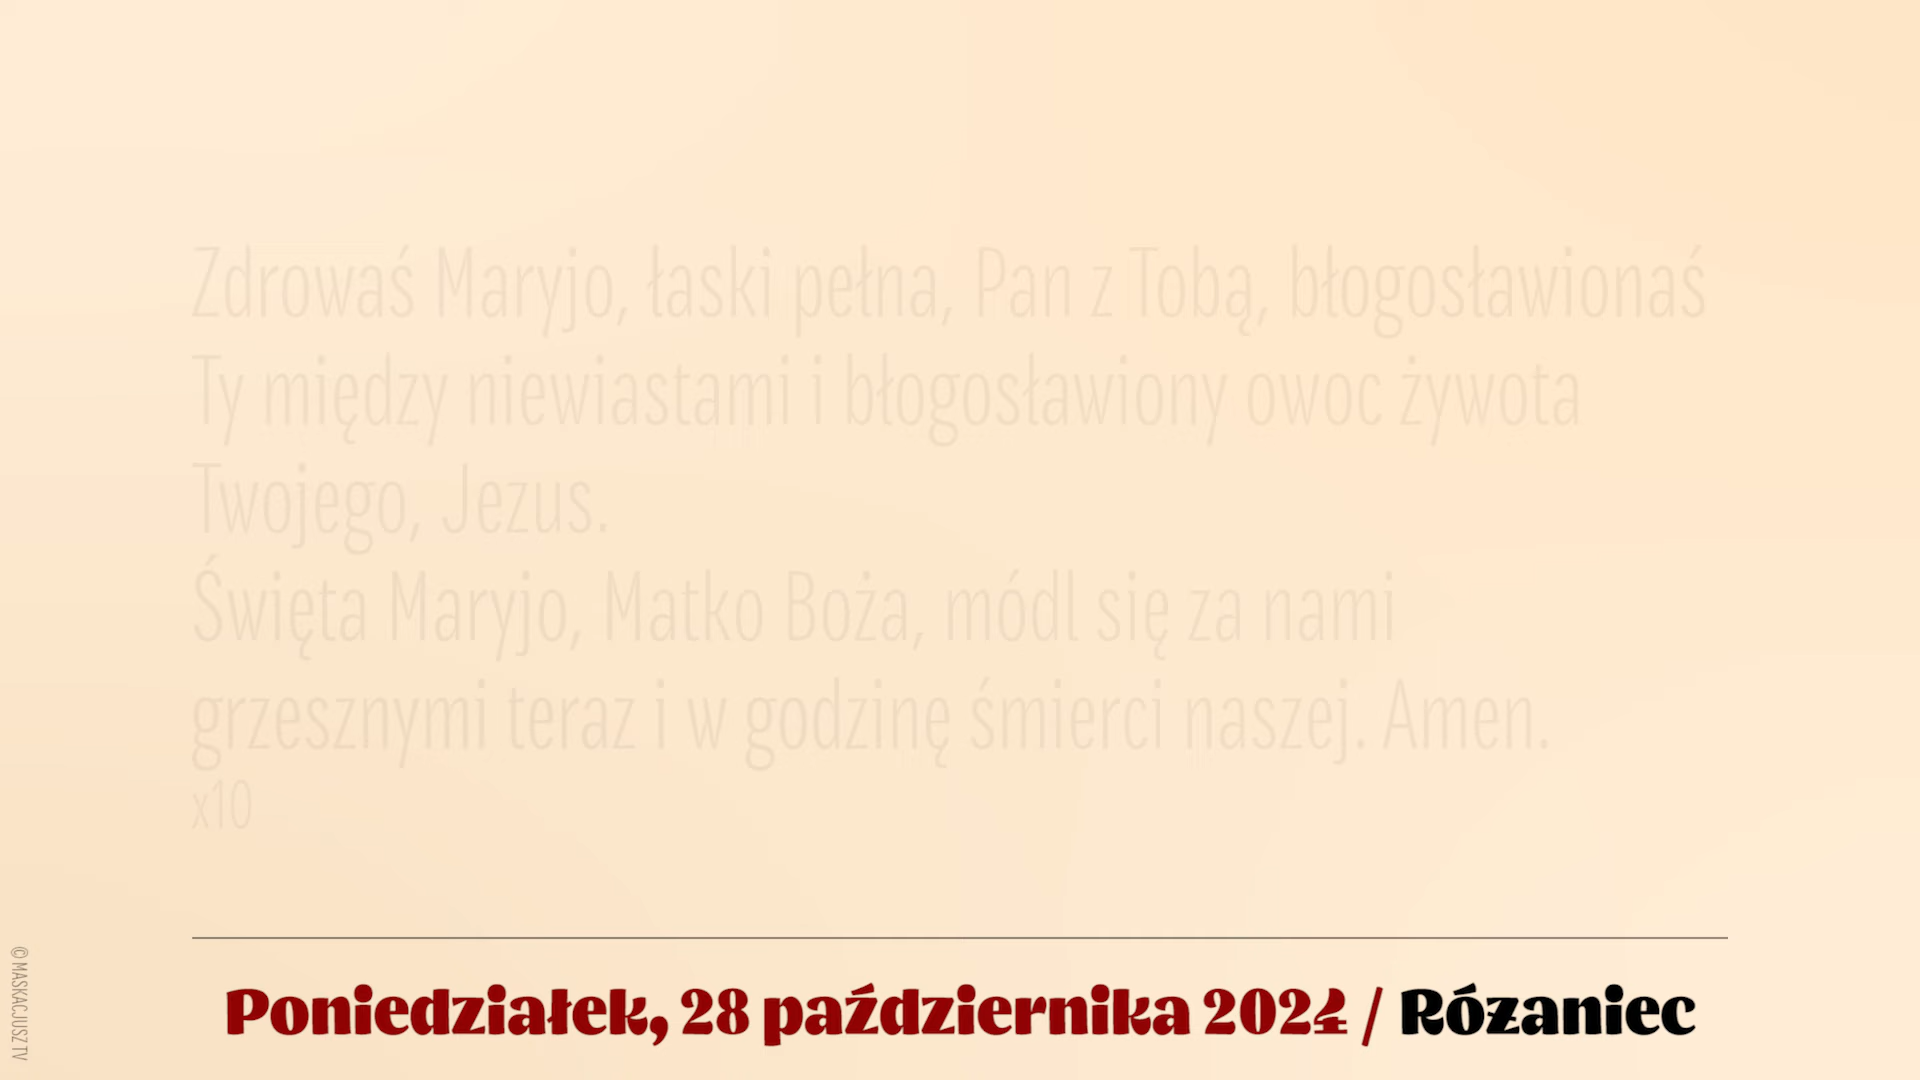 Zdrowaś Maryjo, łaski pełna, Pan z Tobą, błogosławionaś
Ty między niewiastami i błogosławiony owoc żywota
Twojego, Jezus.
Święta Maryjo, Matko Boża, módl się za nami
grzesznymi teraz i w godzinę śmierci naszej. Amen.
x10
Poniedziałek, 28 października 2024 / Różaniec
© MASKACJUSZ TV